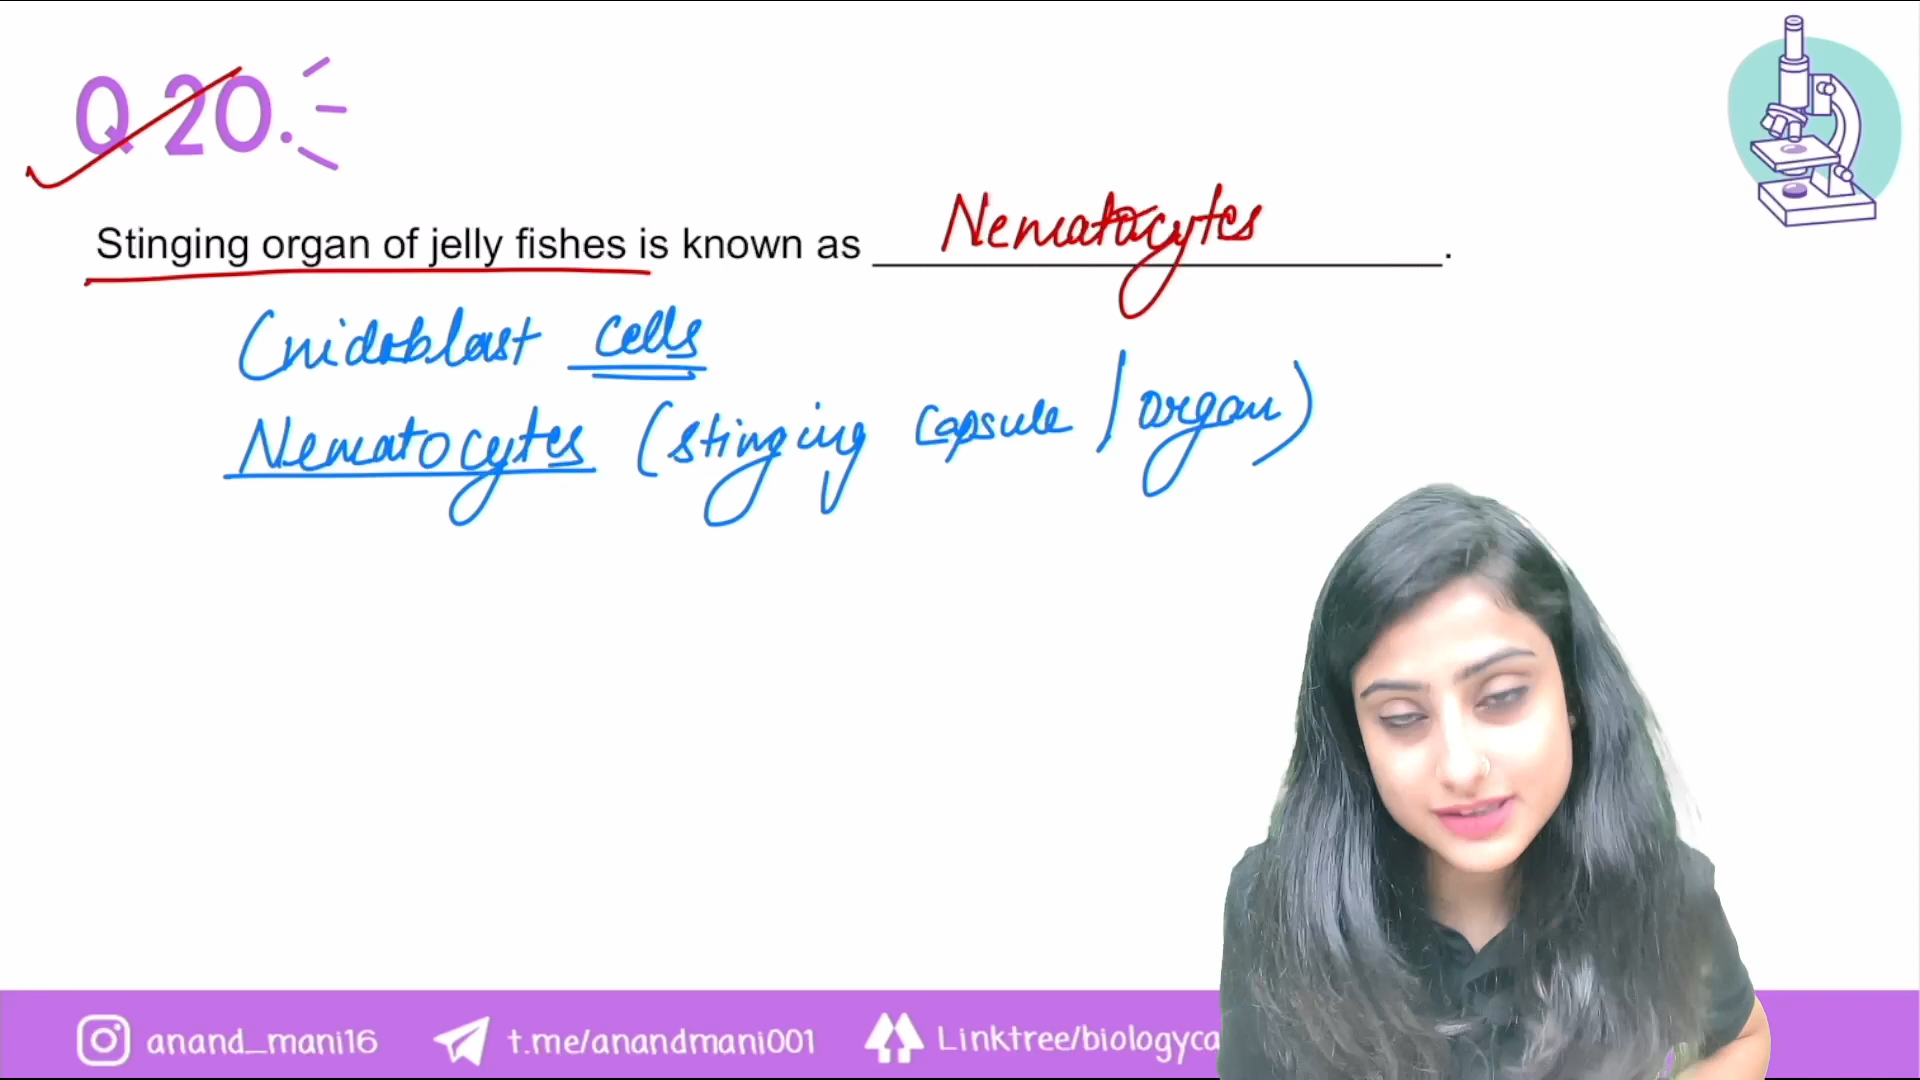 Q 20.
Stinging organ of jelly fishes is known as Nematocytes.
Cnidoblast cells
Nematocytes (stinging capsule / organ)
anand_mani16 t.me/anandmani001 Linktree/biologyca